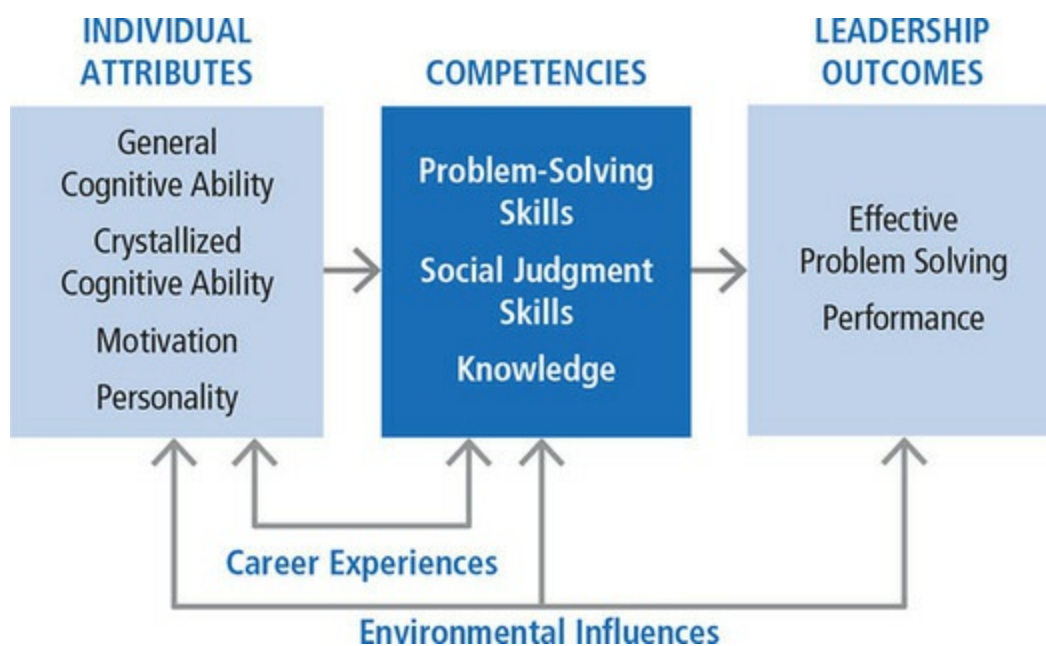 INDIVIDUAL
ATTRIBUTES
General
Cognitive Ability
Crystallized
Cognitive Ability
Motivation
Personality
COMPETENCIES
Problem-Solving
Skills
Social Judgment
Skills
Knowledge
LEADERSHIP
OUTCOMES
Effective
Problem Solving
Performance
Career Experiences
Environmental Influences